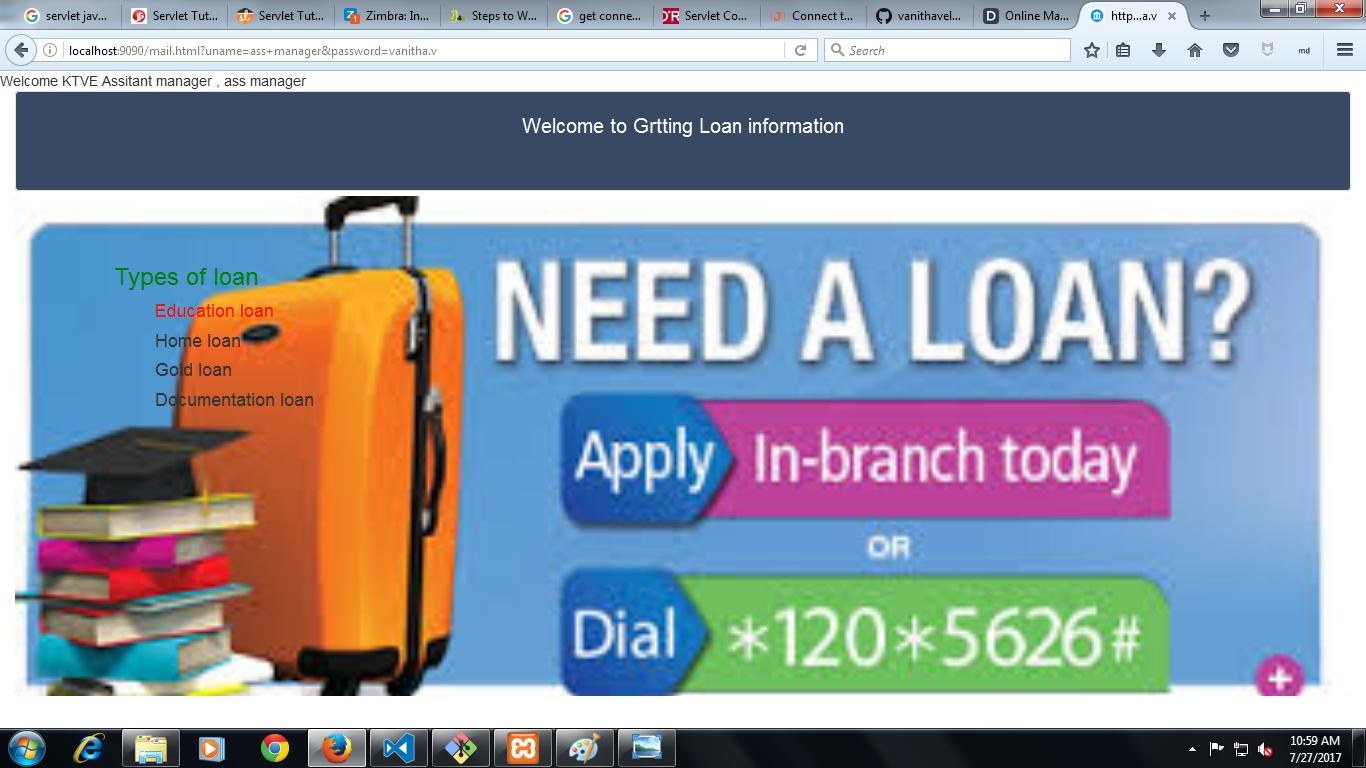 servlet jav...
Servlet Tut...
Servlet Tut...
Zimbra: In...
Steps to W...
get conne...
Servlet Co...
Connect t...
vanithavel...
Online Ma...
http...a.v
localhost:9090/mail.html?uname=ass+manager&password=vanitha.v
Search
md
Welcome KTVE Assitant manager , ass manager
Welcome to Grtting Loan information
Types of loan
Education loan
Home loan
Gold loan
Documentation loan
NEED A LOAN?
Apply In-branch today
OR
Dial *120*5626#
10:59 AM
7/27/2017